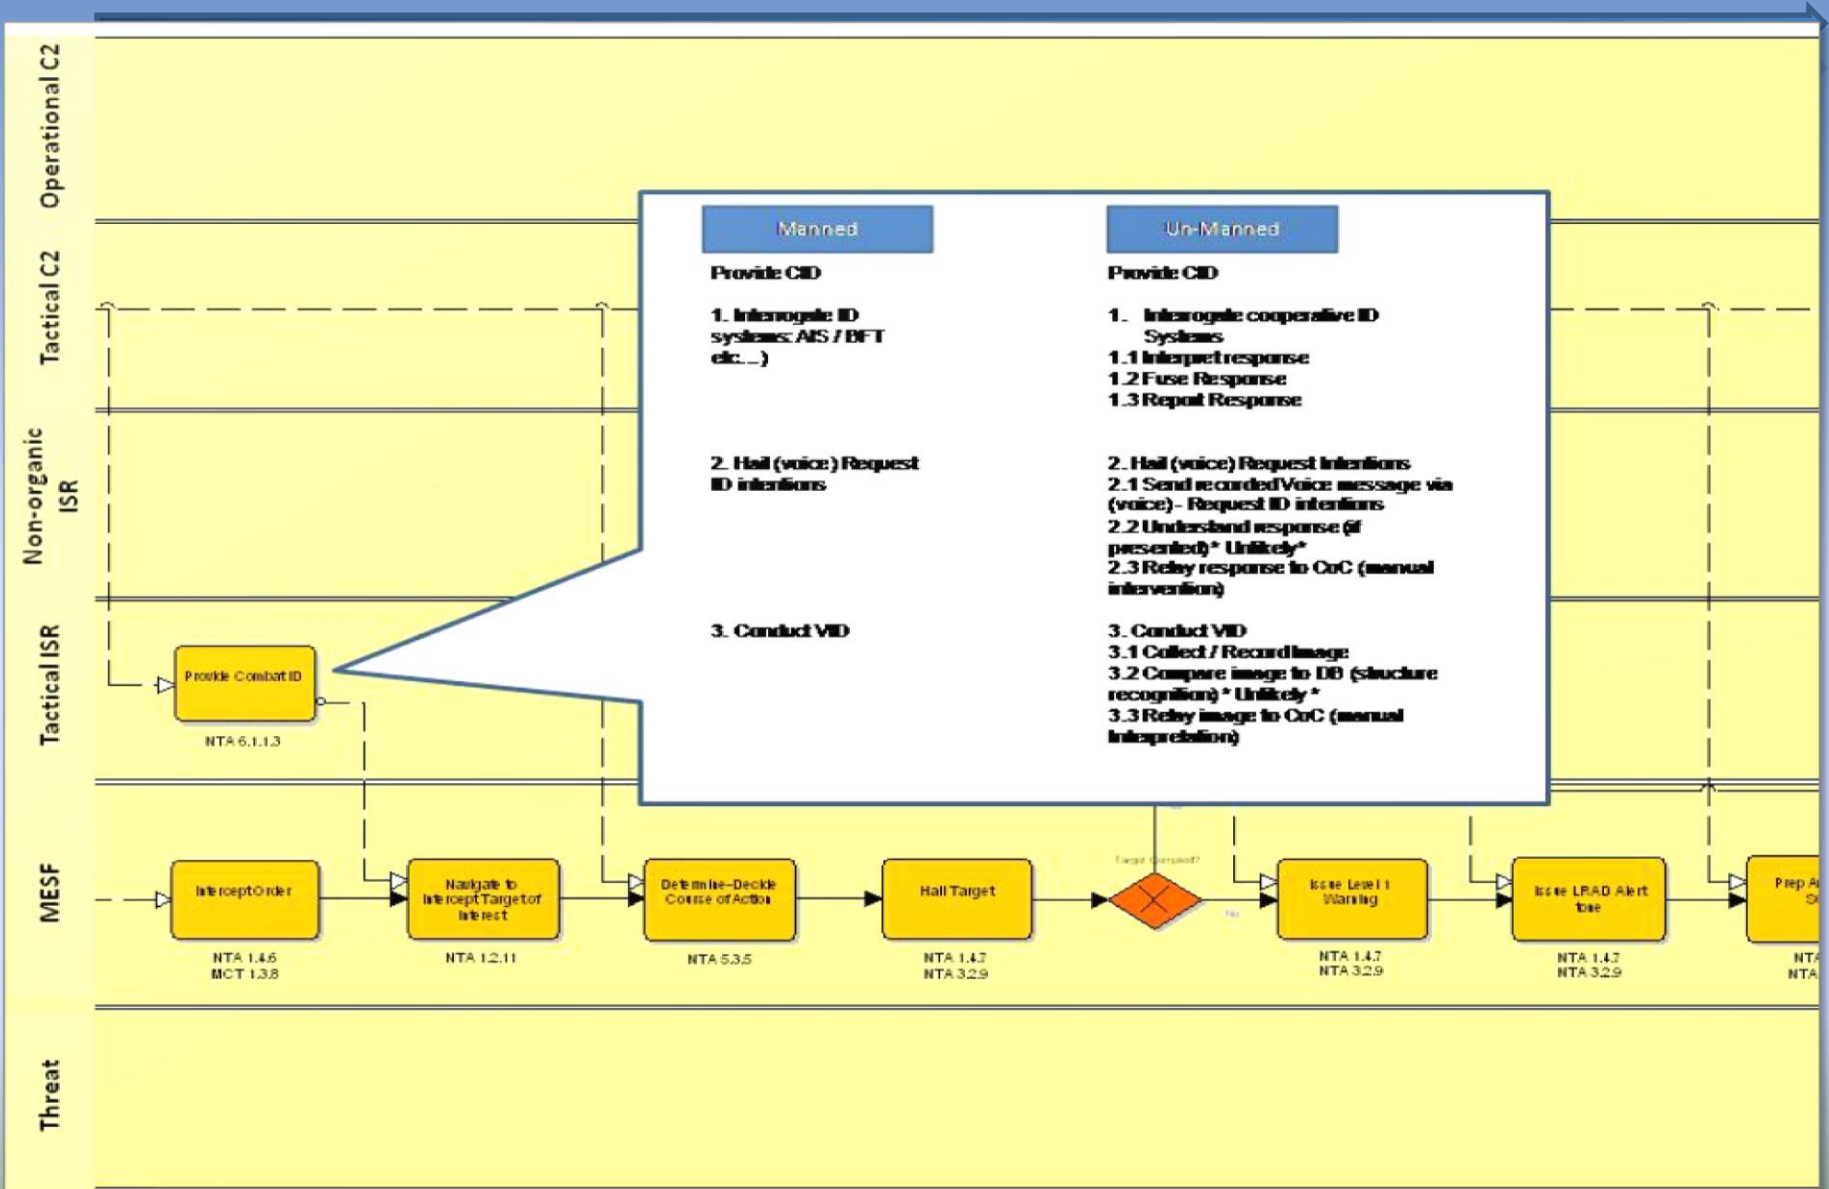 Operational C2
Tactical C2
Non-organic
ISR
Tactical ISR
MESF
Threat
Manned
Provide CID
1. Interrogate ID
systems: AIS / BFT
etc…)
2. Hail (voice) Request
ID intentions
3. Conduct VID
Un-Manned
Provide CID
1. Interrogate cooperative ID
Systems
1.1 Interpret response
1.2 Fuse Response
1.3 Report Response
2. Hail (voice) Request Intentions
2.1 Send recorded Voice message via
(voice) - Request ID intentions
2.2 Understand response (if
presented) * Unlikely*
2.3 Relay response to CoC (manual
intervention)
3. Conduct VID
3.1 Collect / Record Image
3.2 Compare image to DB (structure
recognition) * Unlikely *
3.3 Relay image to CoC (manual
Interpretation)
Provide Combat ID
NTA 6.1.1.3
Intercept Order
NTA 1.4.6
MCT 1.3.8
Navigate to
Intercept Target of
Interest
NTA 1.2.11
Determine-Decide
Course of Action
NTA 5.3.5
Hail Target
NTA 1.4.7
NTA 3.2.9
Target Complied?
No
Issue Level 1
Warning
NTA 1.4.7
NTA 3.2.9
Issue LRAD Alert
tone
NTA 1.4.7
NTA 3.2.9
Prep
NTA
NTA